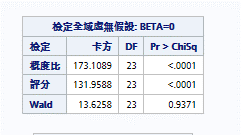 檢定全域虛無假設: BETA=0
檢定 卡方 DF Pr > ChiSq
概度比 173.1089 23 <.0001
評分 131.9588 23 <.0001
Wald 13.6258 23 0.9371